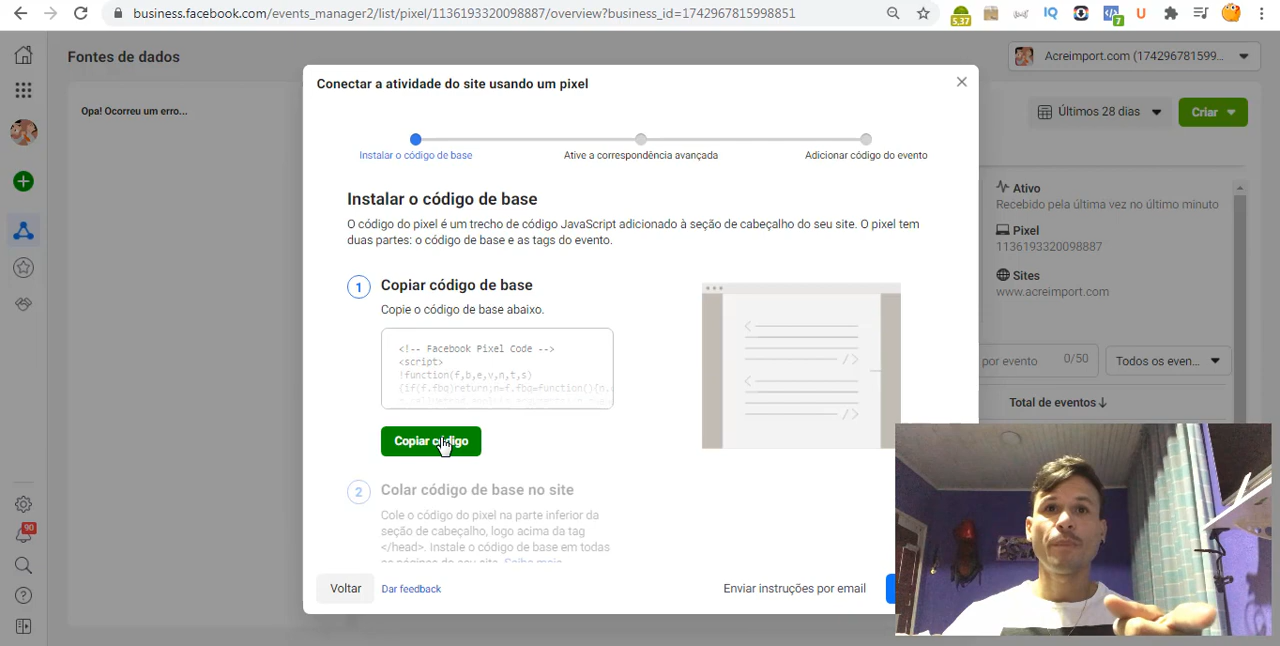 business.facebook.com/events_manager2/list/pixel/1136193320098887/overview?business_id=1742967815998851
5,37
IQ
7
U
Fontes de dados
Acreimport.com (174296781599...
Opa! Ocorreu um erro...
Últimos 28 dias
Criar
Conectar a atividade do site usando um pixel
Instalar o código de base
Ative a correspondência avançada
Adicionar código do evento
Instalar o código de base
O código do pixel é um trecho de código JavaScript adicionado à seção de cabeçalho do seu site. O pixel tem
duas partes: o código de base e as tags do evento.
1
Copiar código de base
Copie o código de base abaixo.
<!-- Facebook Pixel Code -->
<script>
!function(f,b,e,v,n,t,s)
{if(f.fbq)return;n=f.fbq=function(){n.
Copiar código
2
Colar código de base no site
Cole o código do pixel na parte inferior da
seção de cabeçalho, logo acima da tag
</head>. Instale o código de base em todas
Voltar
Dar feedback
Enviar instruções por email
Ativo
Recebido pela última vez no último minuto
Pixel
1136193320098887
Sites
www.acreimport.com
por evento
0/50
Todos os even...
Total de eventos
90